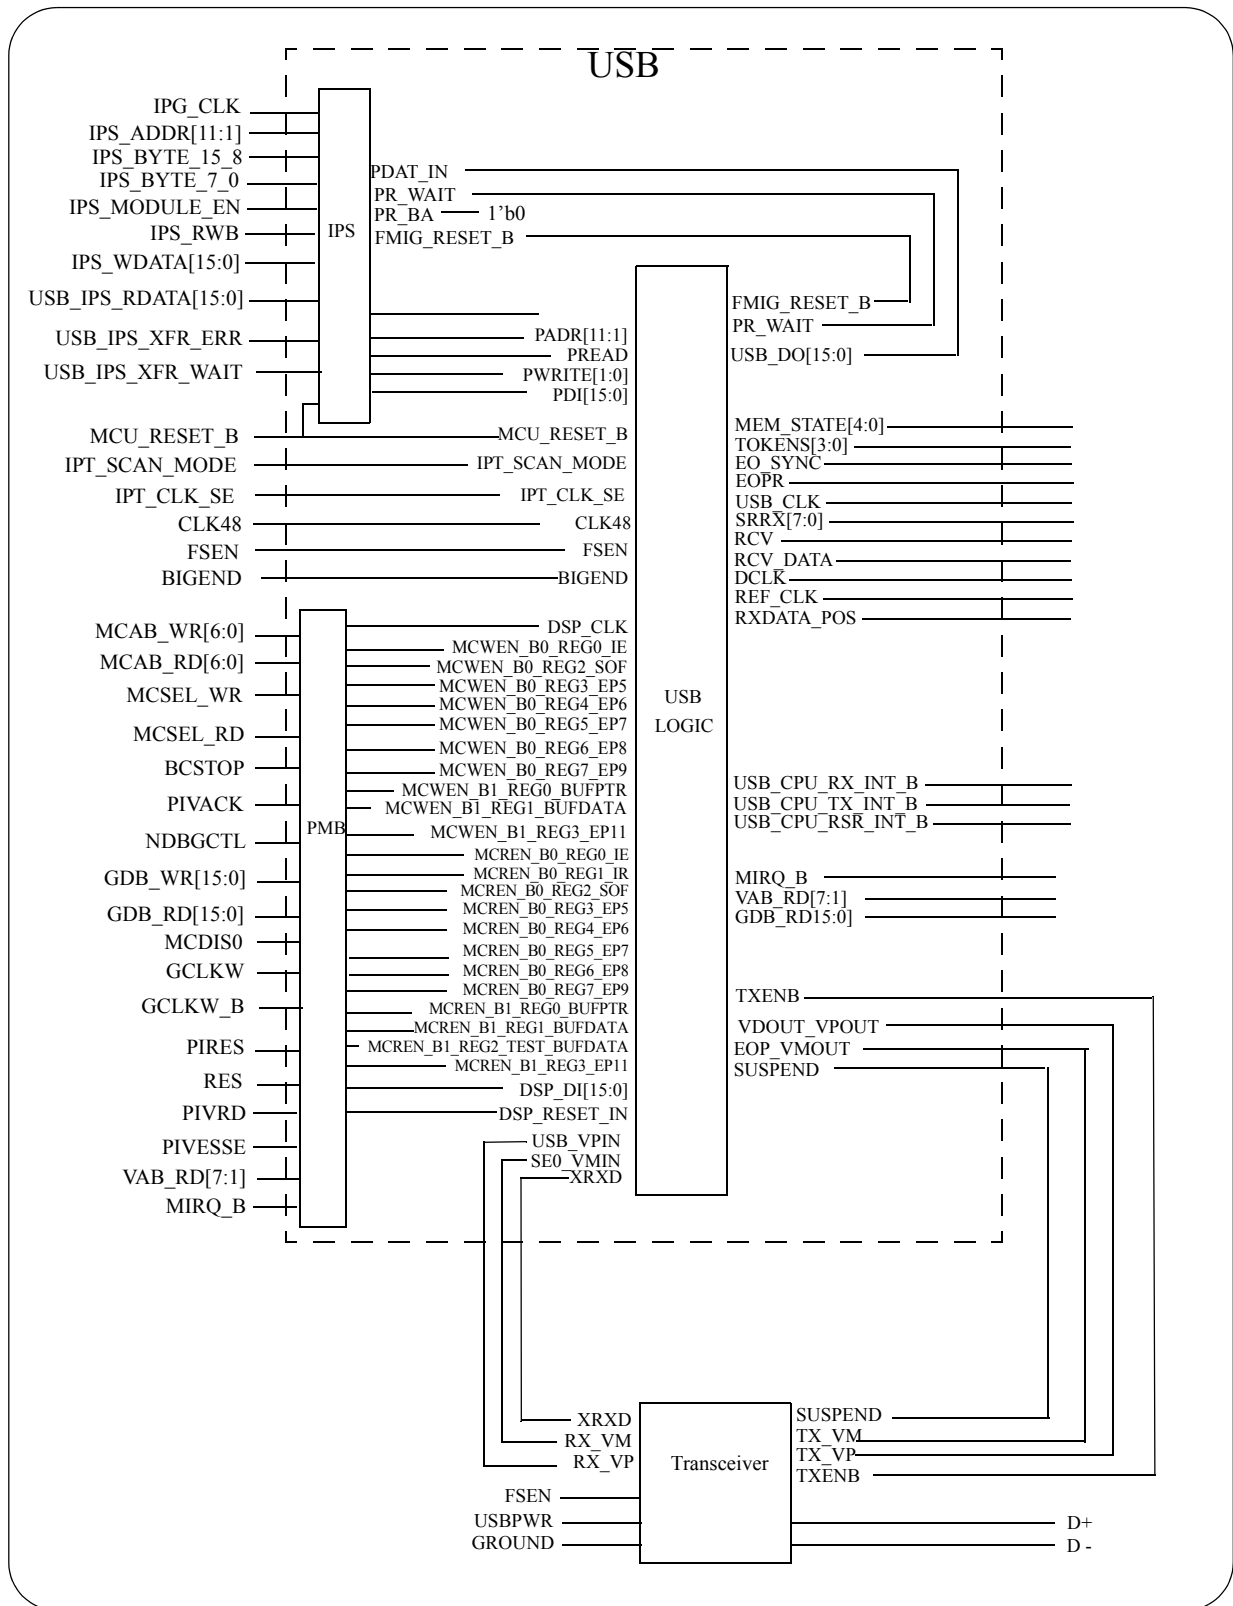 USB
IPG_CLK
IPS_ADDR[11:1]
IPS_BYTE_15_8
IPS_BYTE_7_0
IPS_MODULE_EN
IPS_RWB
IPS_WDATA[15:0]
USB_IPS_RDATA[15:0]
USB_IPS_XFR_ERR
USB_IPS_XFR_WAIT
IPS
PDAT_IN
PR_WAIT
PR_BA
1’b0
FMIG_RESET_B
FMIG_RESET_B
PR_WAIT
USB_DO[15:0]
PADR[11:1]
PREAD
PWRITE[1:0]
PDI[15:0]
MCU_RESET_B
MCU_RESET_B
IPT_SCAN_MODE
IPT_SCAN_MODE
IPT_CLK_SE
IPT_CLK_SE
CLK48
CLK48
FSEN
FSEN
BIGEND
BIGEND
MEM_STATE[4:0]
TOKENS[3:0]
EO_SYNC
EOPR
USB_CLK
SRRX[7:0]
RCV
RCV_DATA
DCLK
REF_CLK
RXDATA_POS
MCAB_WR[6:0]
MCAB_RD[6:0]
MCSEL_WR
MCSEL_RD
BCSTOP
PIVACK
NDBGCTL
GDB_WR[15:0]
GDB_RD[15:0]
MCDIS0
GCLKW
GCLKW_B
PIRES
RES
PIVRD
PIVESSE
VAB_RD[7:1]
MIRQ_B
PMB
DSP_CLK
MCWEN_B0_REG0_IE
MCWEN_B0_REG2_SOF
MCWEN_B0_REG3_EP5
MCWEN_B0_REG4_EP6
MCWEN_B0_REG5_EP7
MCWEN_B0_REG6_EP8
MCWEN_B0_REG7_EP9
MCWEN_B1_REG0_BUFPTR
MCWEN_B1_REG1_BUFDATA
MCWEN_B1_REG3_EP11
MCREN_B0_REG0_IE
MCREN_B0_REG1_IR
MCREN_B0_REG2_SOF
MCREN_B0_REG3_EP5
MCREN_B0_REG4_EP6
MCREN_B0_REG5_EP7
MCREN_B0_REG6_EP8
MCREN_B0_REG7_EP9
MCREN_B1_REG0_BUFPTR
MCREN_B1_REG1_BUFDATA
MCREN_B1_REG2_TEST_BUFDATA
MCREN_B1_REG3_EP11
DSP_DI[15:0]
DSP_RESET_IN
USB_VPIN
SE0_VMIN
XRXD
USB
LOGIC
USB_CPU_RX_INT_B
USB_CPU_TX_INT_B
USB_CPU_RSR_INT_B
MIRQ_B
VAB_RD[7:1]
GDB_RD15:0]
TXENB
VDOUT_VPOUT
EOP_VMOUT
SUSPEND
XRXD
RX_VM
RX_VP
FSEN
USBPWR
GROUND
Transceiver
SUSPEND
TX_VM
TX_VP
TXENB
D+
D -